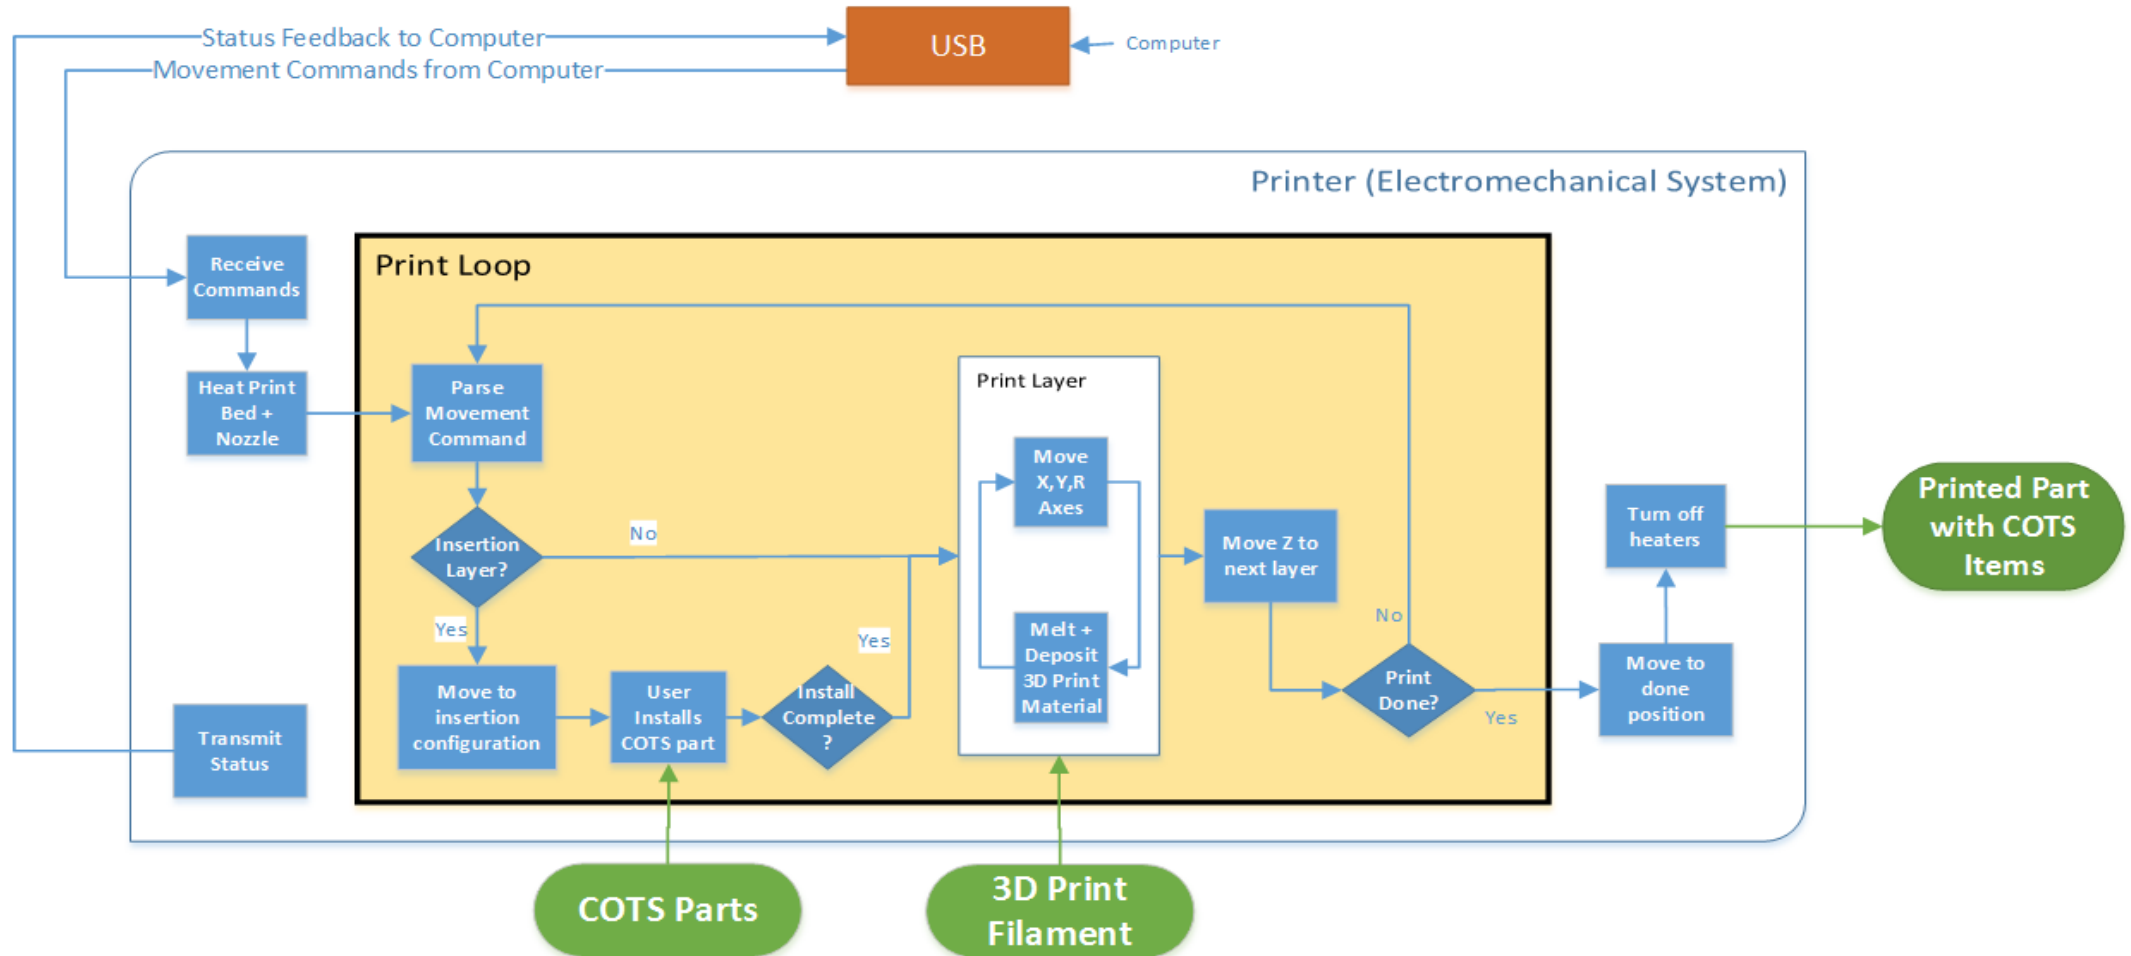 Status Feedback to Computer
Movement Commands from Computer
USB
Computer
Printer (Electromechanical System)
Receive
Commands
Heat Print
Bed +
Nozzle
Transmit
Status
Print Loop
Parse
Movement
Command
Insertion
Layer?
No
Yes
Move to
insertion
configuration
User
Installs
COTS part
Install
Complete
?
Yes
Print Layer
Move
X,Y,R
Axes
Melt +
Deposit
3D Print
Material
Move Z to
next layer
No
Print
Done?
Yes
Move to
done
position
Turn off
heaters
Printed Part
with COTS
Items
COTS Parts
3D Print
Filament